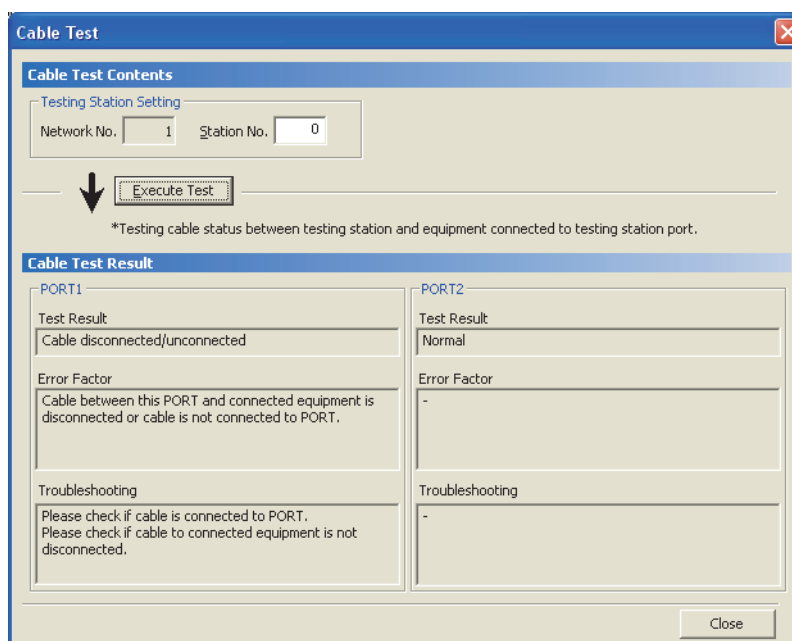 Cable Test
Cable Test Contents
Testing Station Setting
Network No. 1 Station No. 0
Execute Test
*Testing cable status between testing station and equipment connected to testing station port.
Cable Test Result
PORT1
Test Result
Cable disconnected/unconnected
Error Factor
Cable between this PORT and connected equipment is
disconnected or cable is not connected to PORT.
Troubleshooting
Please check if cable is connected to PORT.
Please check if cable to connected equipment is not
disconnected.
PORT2
Test Result
Normal
Error Factor
-
Troubleshooting
-
Close